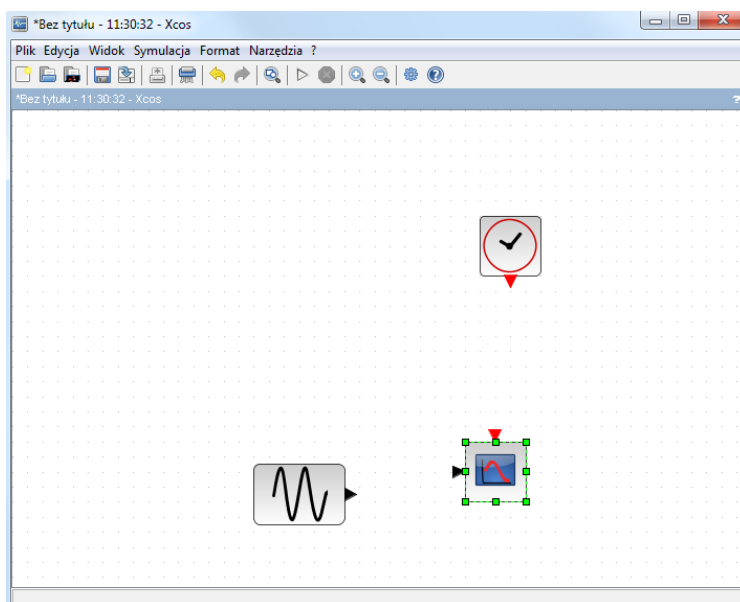 *Bez tytułu - 11:30:32 - Xcos
Plik Edycja Widok Symulacja Format Narzędzia ?
*Bez tytułu - 11:30:32 - Xcos ?